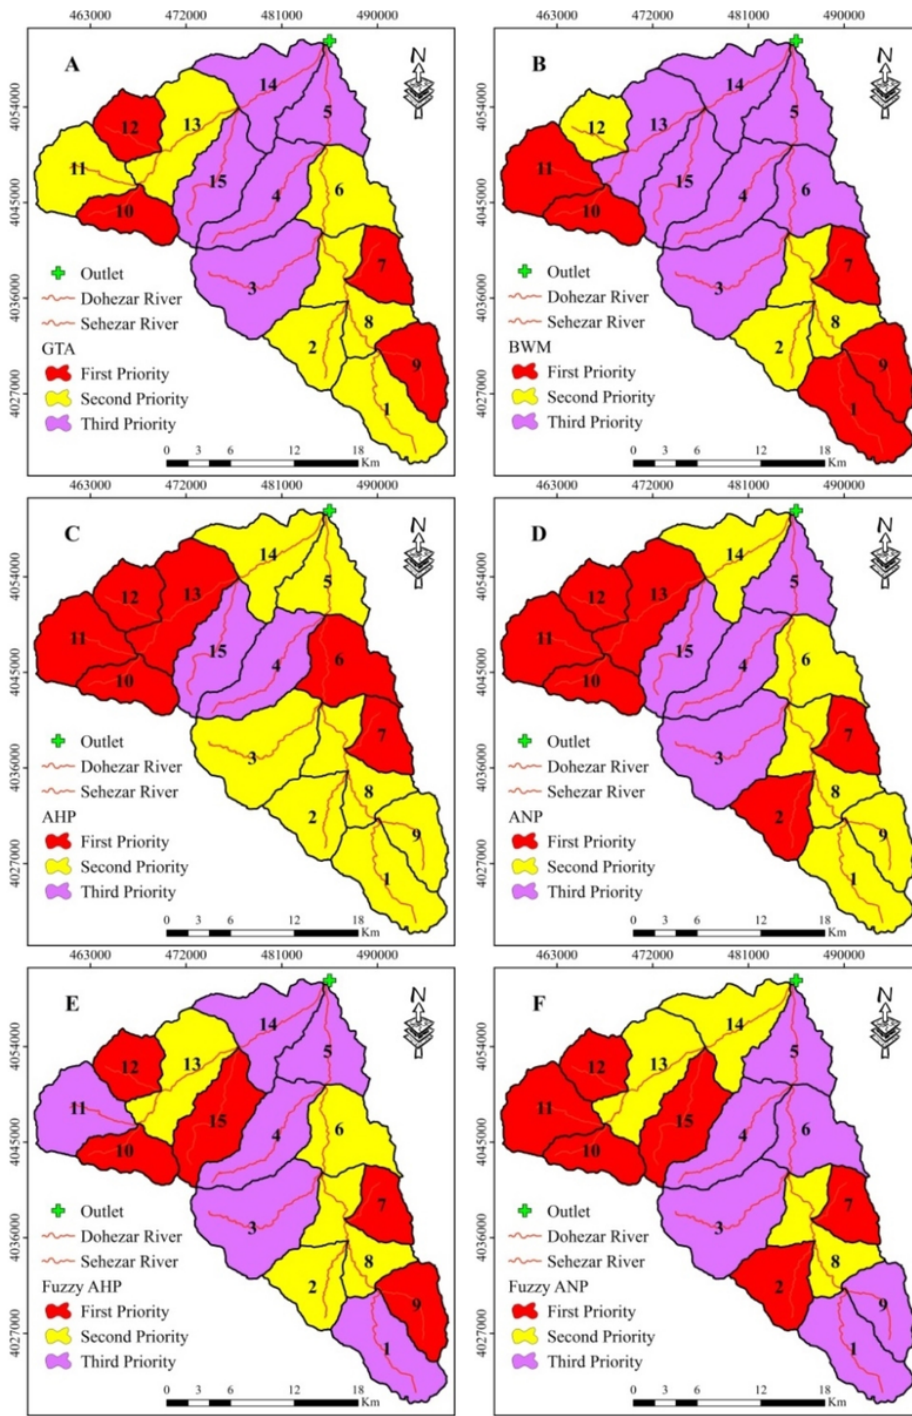 463000 472000 481000 490000
463000 472000 481000 490000
A
N
14
5
13
12
11
15
4
6
10
7
3
8
2
9
1
4054000
4045000
4036000
4027000
Outlet
Dohezar River
Sehezar River
GTA
First Priority
Second Priority
Third Priority
0 3 6 12 18
Km
B
N
14
5
13
12
11
15
4
6
10
7
3
8
2
9
1
Outlet
Dohezar River
Sehezar River
BWM
First Priority
Second Priority
Third Priority
0 3 6 12 18
Km
463000 472000 481000 490000
463000 472000 481000 490000
C
N
14
5
13
12
11
15
4
6
10
7
3
8
2
9
1
4054000
4045000
4036000
4027000
Outlet
Dohezar River
Sehezar River
AHP
First Priority
Second Priority
Third Priority
0 3 6 12 18
Km
D
N
14
5
13
12
11
15
4
6
10
7
3
8
2
9
1
Outlet
Dohezar River
Sehezar River
ANP
First Priority
Second Priority
Third Priority
0 3 6 12 18
Km
463000 472000 481000 490000
463000 472000 481000 490000
E
N
14
5
13
12
11
15
4
6
10
7
3
8
2
9
1
4054000
4045000
4036000
4027000
Outlet
Dohezar River
Sehezar River
Fuzzy AHP
First Priority
Second Priority
Third Priority
0 3 6 12 18
Km
F
N
14
5
13
12
11
15
4
6
10
7
3
8
2
9
1
Outlet
Dohezar River
Sehezar River
Fuzzy ANP
First Priority
Second Priority
Third Priority
0 3 6 12 18
Km